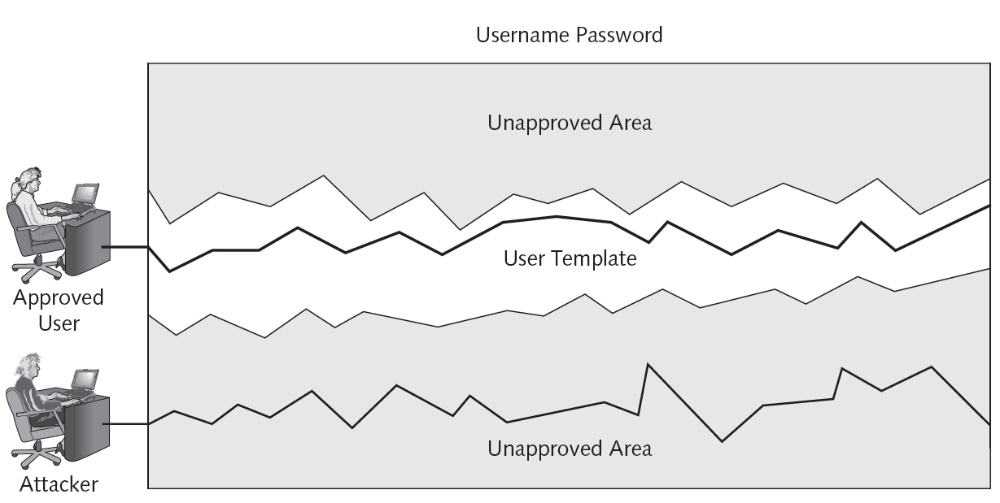 Username Password
Unapproved Area
User Template
Approved
User
Unapproved Area
Attacker